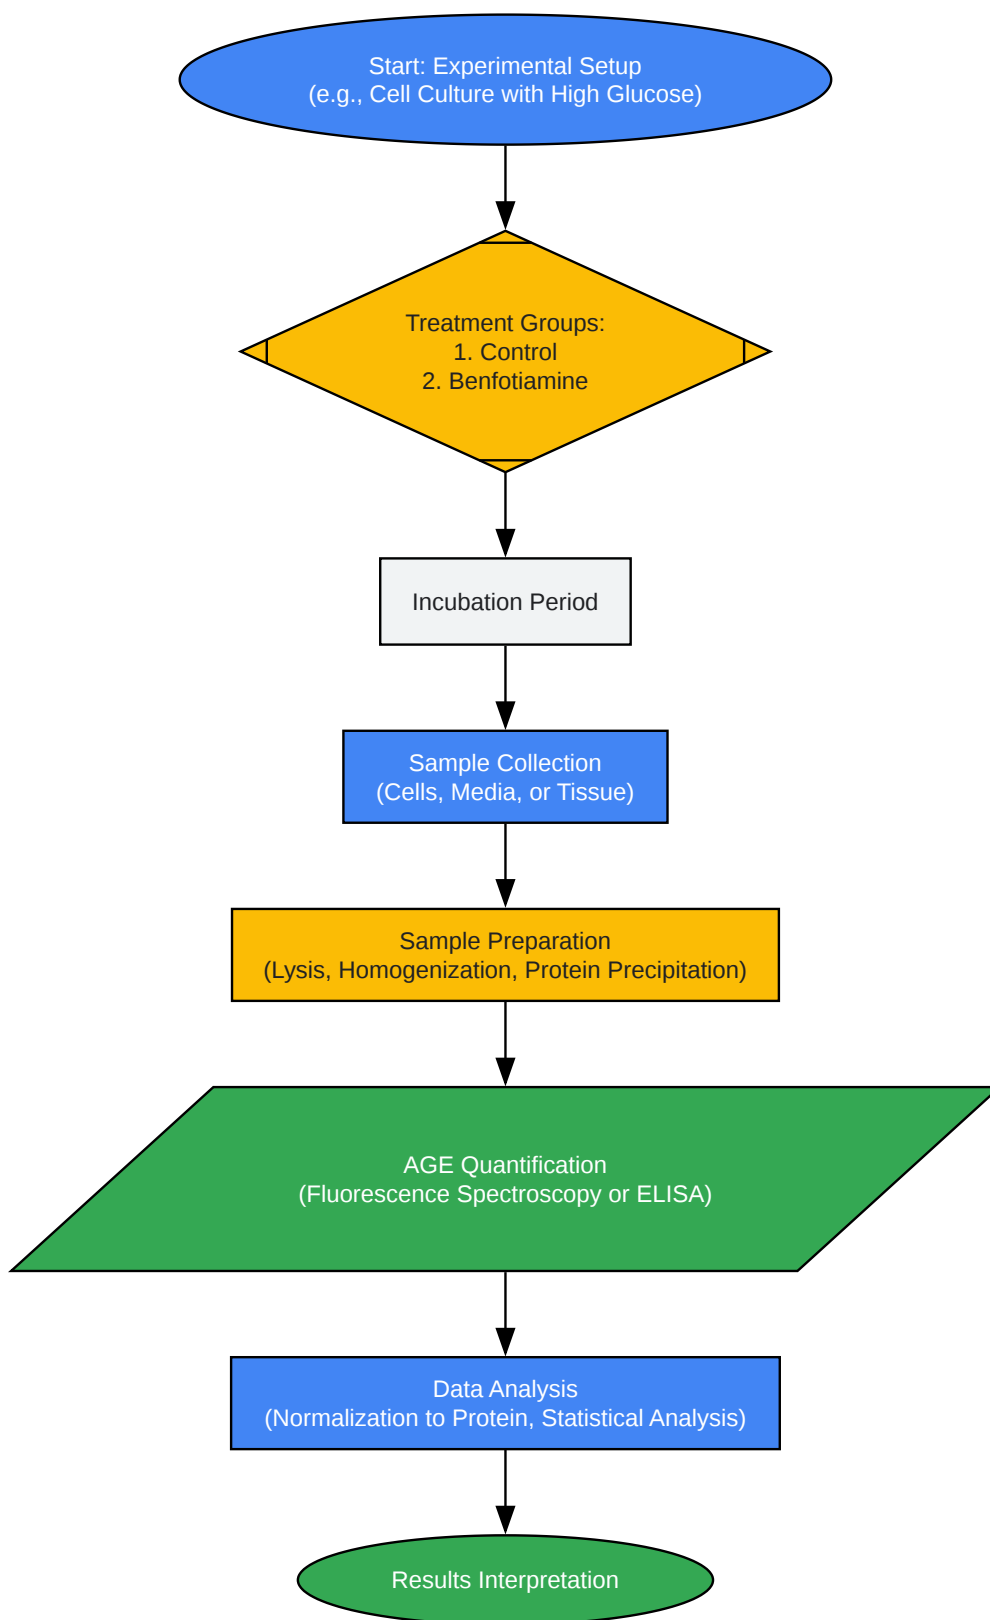 Start: Experimental Setup
(e.g., Cell Culture with High Glucose)
Treatment Groups:
1. Control
2. Benfotiamine
Incubation Period
Sample Collection
(Cells, Media, or Tissue)
Sample Preparation
(Lysis, Homogenization, Protein Precipitation)
AGE Quantification
(Fluorescence Spectroscopy or ELISA)
Data Analysis
(Normalization to Protein, Statistical Analysis)
Results Interpretation